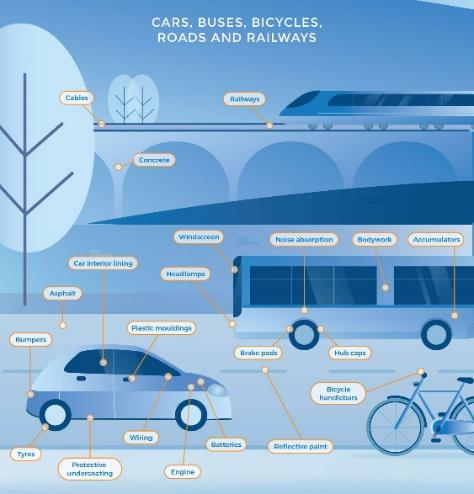 CARS, BUSES, BICYCLES,
ROADS AND RAILWAYS
Cables
Railways
Concrete
Windscreen
Noise absorption
Bodywork
Accumulators
Car interior lining
Headlamps
Asphalt
Plastic mouldings
Bumpers
Brake pads
Hub caps
Bicycle
handlebars
Wiring
Batteries
Reflective paint
Tyres
Protective
undercoating
Engine